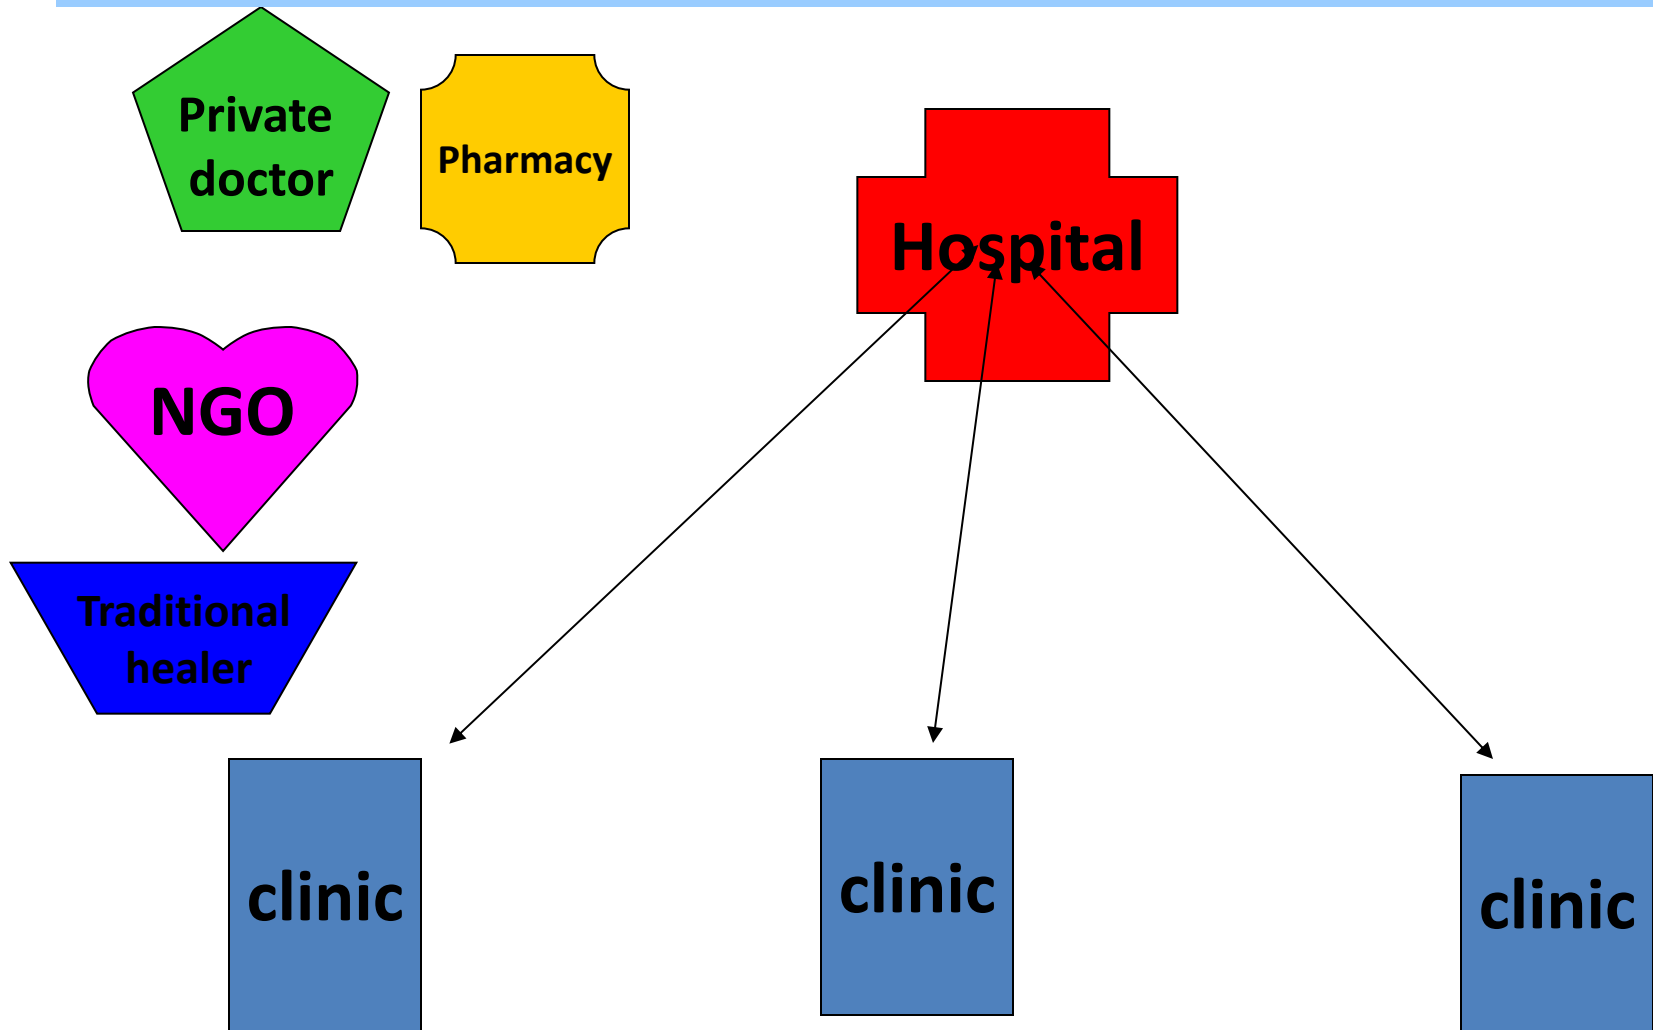 Private
doctor
Pharmacy
Hospital
NGO
Traditional
healer
clinic
clinic
clinic